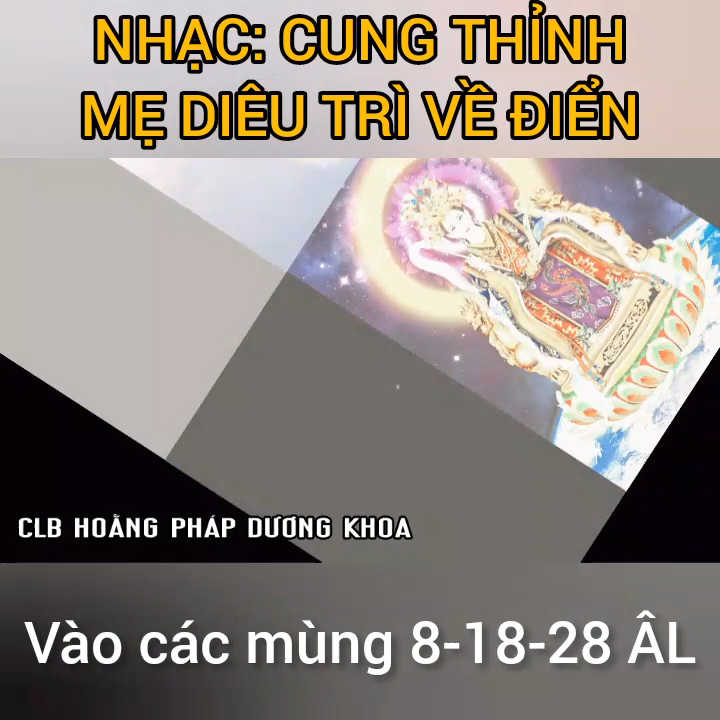 NHẠC: CUNG THỈNH
MẸ DIÊU TRÌ VỀ ĐIỂN
CLB HOẰNG PHÁP DƯƠNG KHOA
Vào các mùng 8-18-28 ÂL